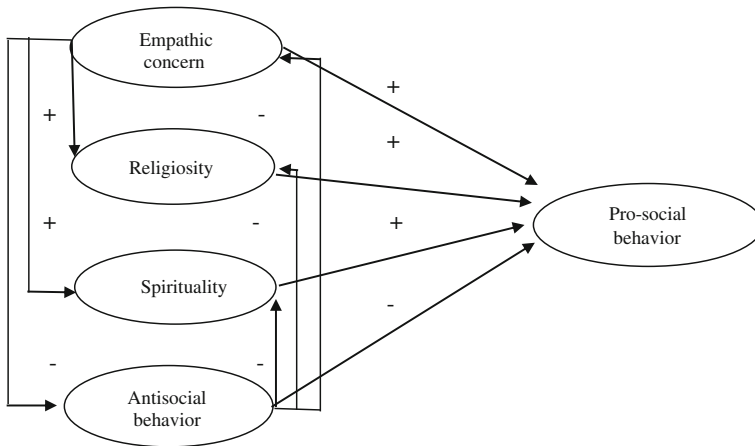 Empathic
concern
+
+
-
+
Religiosity
+
-
+
Pro-social
behavior
Spirituality
-
-
-
Antisocial
behavior